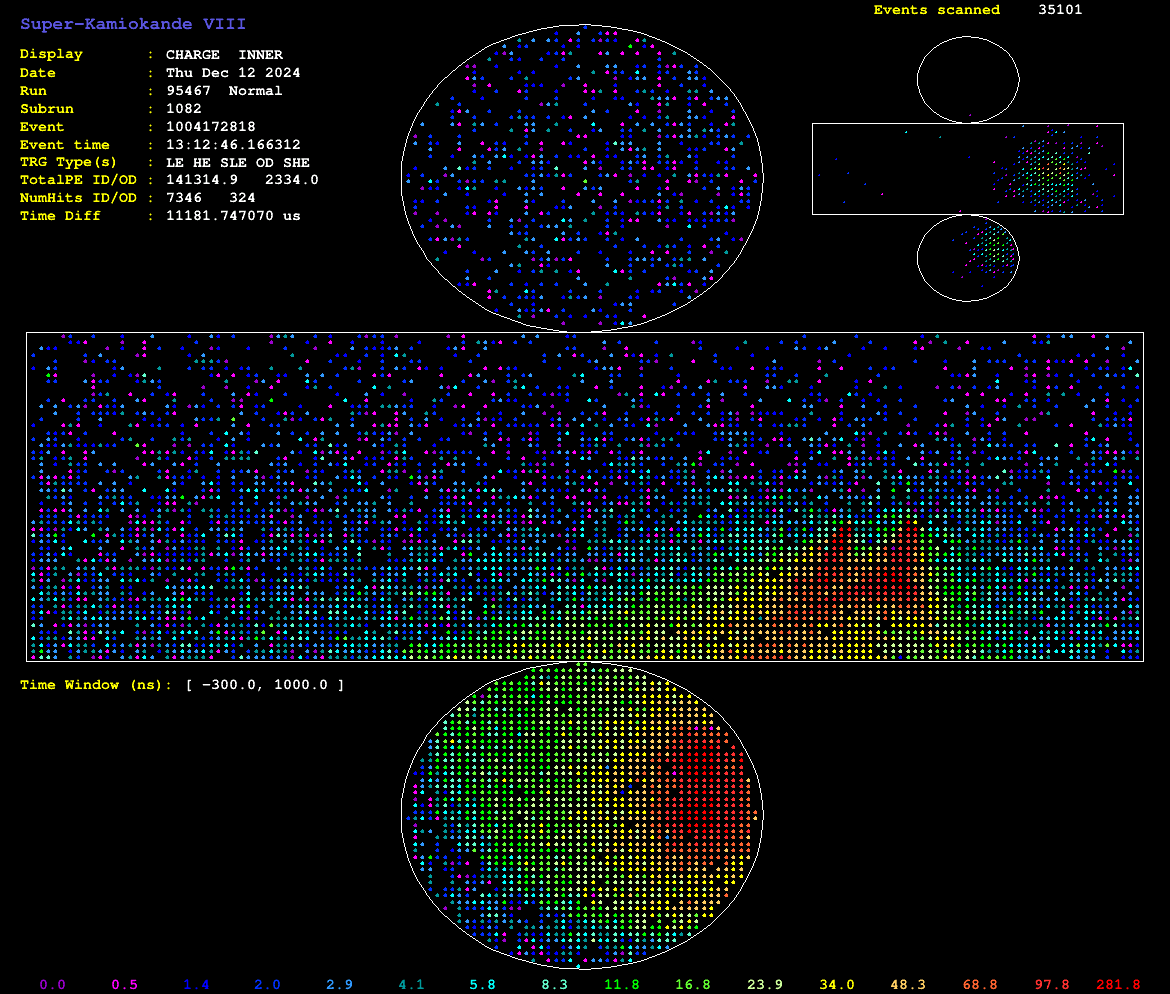 Super-Kamiokande VIII
Events scanned 35101
Display : CHARGE INNER
Date : Thu Dec 12 2024
Run : 95467 Normal
Subrun : 1082
Event : 1004172818
Event time : 13:12:46.166312
TRG Type(s) : LE HE SLE OD SHE
TotalPE ID/OD : 141314.9 2334.0
NumHits ID/OD : 7346 324
Time Diff : 11181.747070 us
Time Window (ns): [ -300.0, 1000.0 ]
0.0 0.5 1.4 2.0 2.9 4.1 5.8 8.3 11.8 16.8 23.9 34.0 48.3 68.8 97.8 281.8